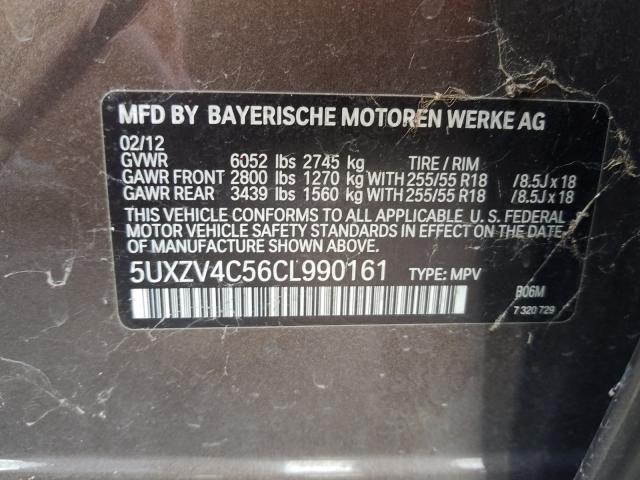 MFD BY BAYERISCHE MOTOREN WERKE AG
02/12
GVWR 6052 lbs 2745 kg TIRE / RIM
GAWR FRONT 2800 lbs 1270 kg WITH 255/55 R18 /8.5J x 18
GAWR REAR 3439 lbs 1560 kg WITH 255/55 R18 /8.5J x 18
THIS VEHICLE CONFORMS TO ALL APPLICABLE U. S. FEDERAL
MOTOR VEHICLE SAFETY STANDARDS IN EFFECT ON THE
DATE OF MANUFACTURE SHOWN ABOVE.
5UXZV4C56CL990161 TYPE: MPV
B06M
7 320 729